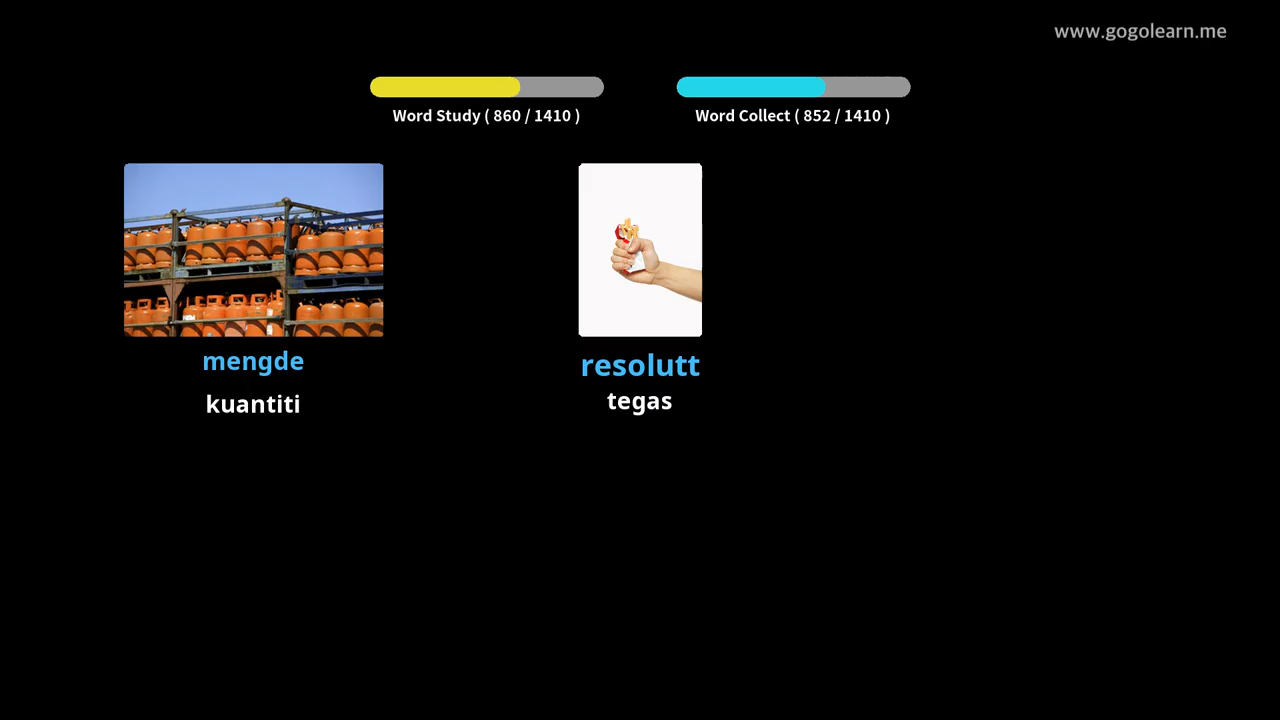 www.gogolearn.me
Word Study ( 860 / 1410 )
Word Collect ( 852 / 1410 )
mengde
kuantiti
resolutt
tegas